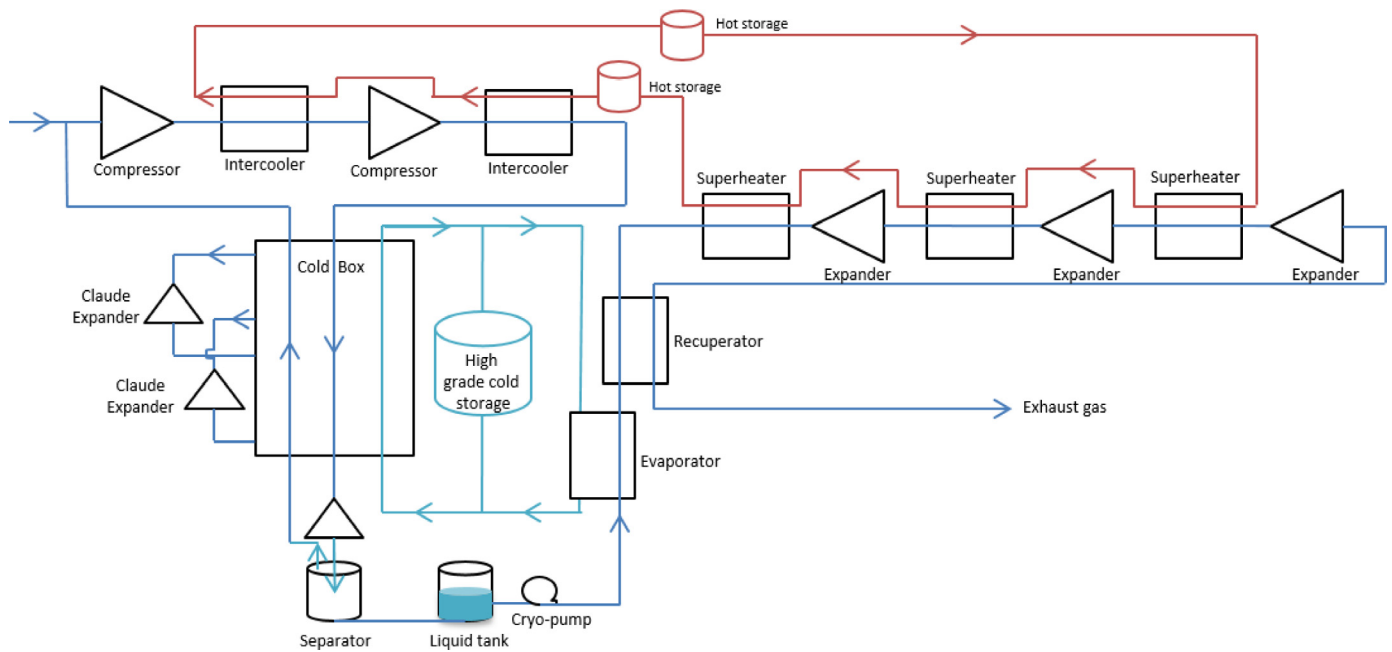 Hot storage
Hot storage
Compressor
Intercooler
Compressor
Intercooler
Superheater
Superheater
Superheater
Expander
Expander
Expander
Cold Box
Claude
Expander
Claude
Expander
High
grade cold
storage
Recuperator
Exhaust gas
Evaporator
Separator
Liquid tank
Cryo-pump